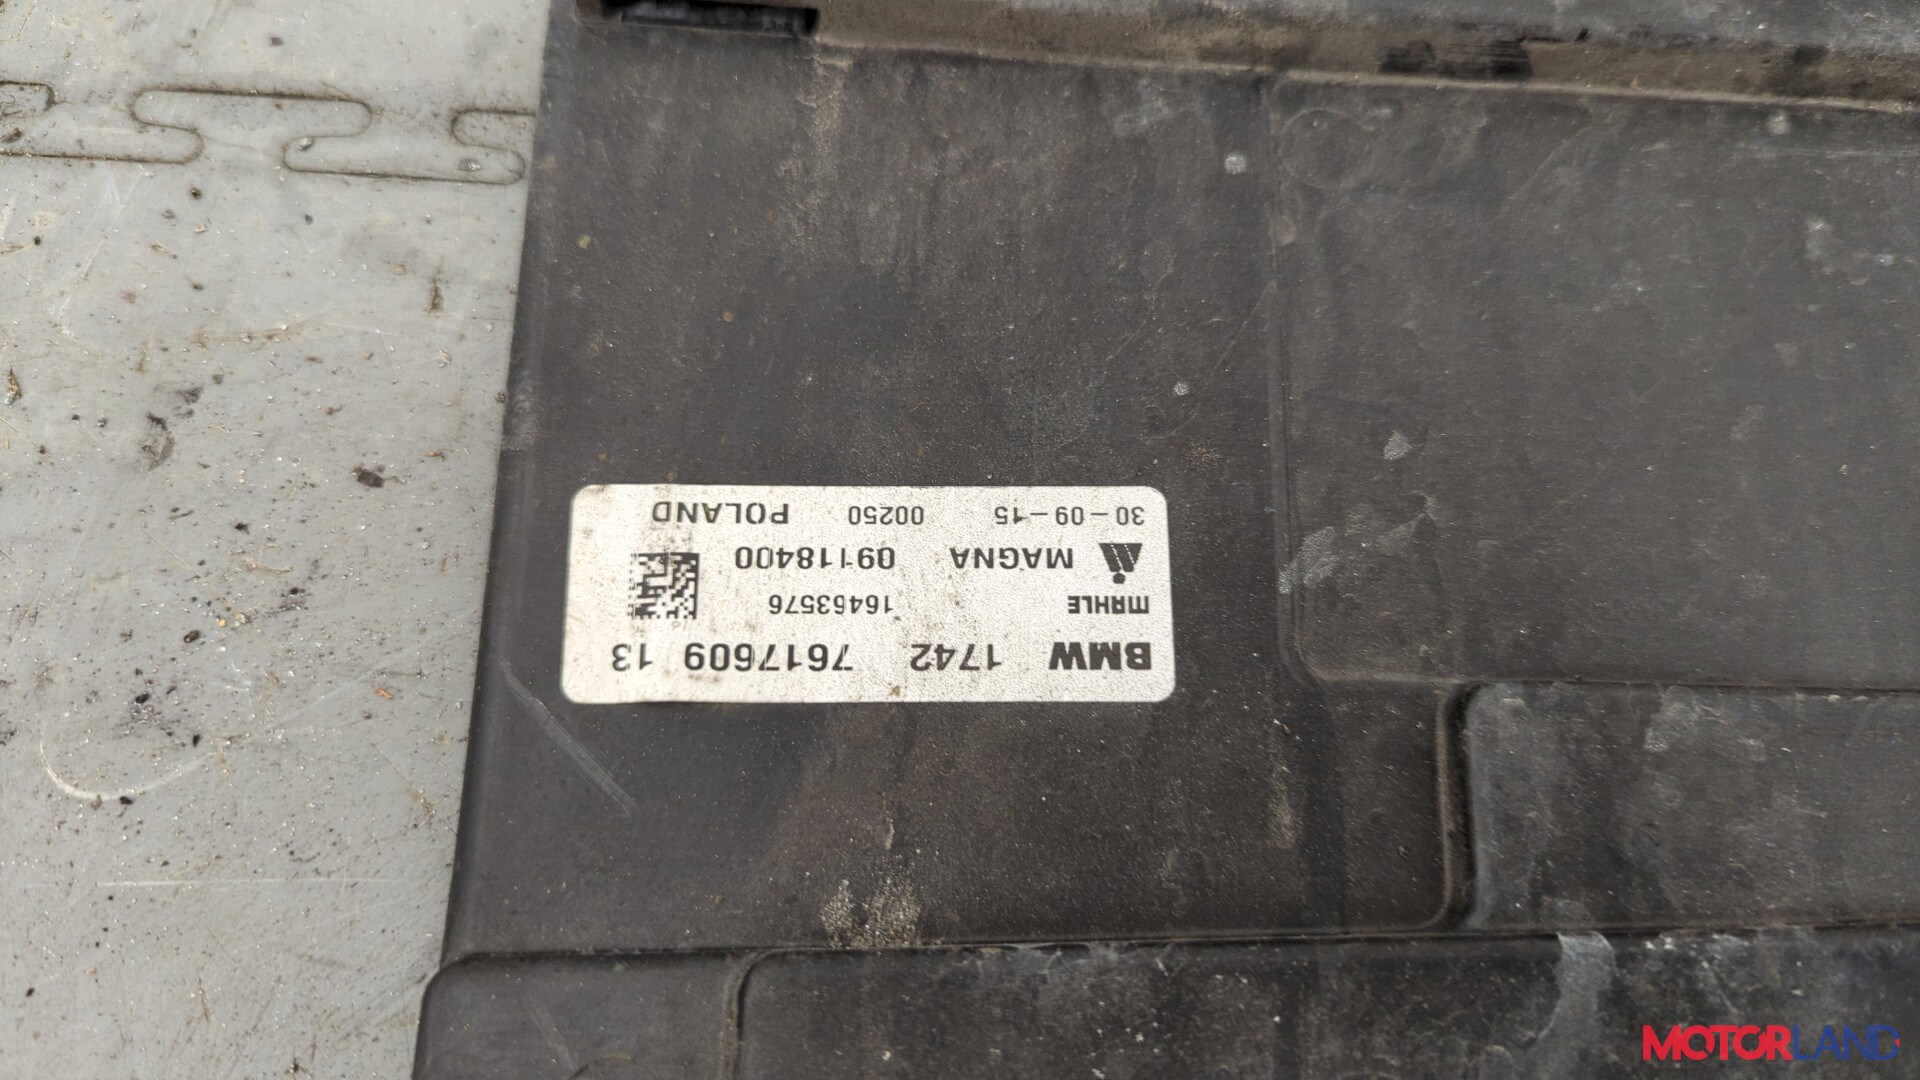 BMW 1742 7617609 13
MAHLE 16463576
MAGNA 09118400
30-09-15 00250 POLAND
MOTORLAND